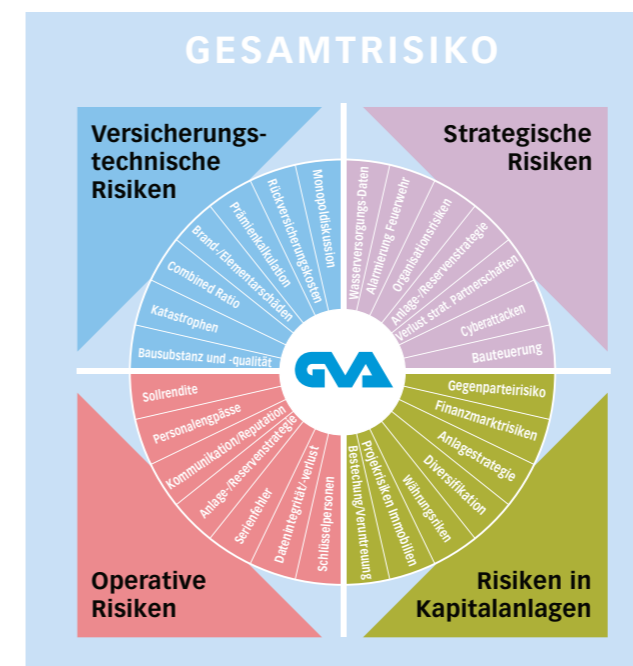 GESAMTRISIKO
Versicherungs-
technische
Risiken
Strategische
Risiken
Monopoldiskussion
Rückversicherungskosten
Prämienkalkulation
Brand-/Elementarschäden
Combined Ratio
Katastrophen
Bausubstanz und -qualität
Wasserversorgungs-Daten
Alarmierung Feuerwehr
Organisationsrisiken
Anlage-/Reservenstrategie
Verlust strat. Partnerschaften
Cyberattacken
Bauteuerung
GVA
Sollrendite
Personalengpässe
Kommunikation/Reputation
Anlage-/Reservenstrategie
Serienfehler
Datenintegrität/-verlust
Schlüsselpersonen
Gegenparteirisiko
Finanzmarktrisiken
Anlagestrategie
Diversifikation
Währungsriken
Projekrisiken Immobilien
Bestechung/Veruntreuung
Operative
Risiken
Risiken in
Kapitalanlagen